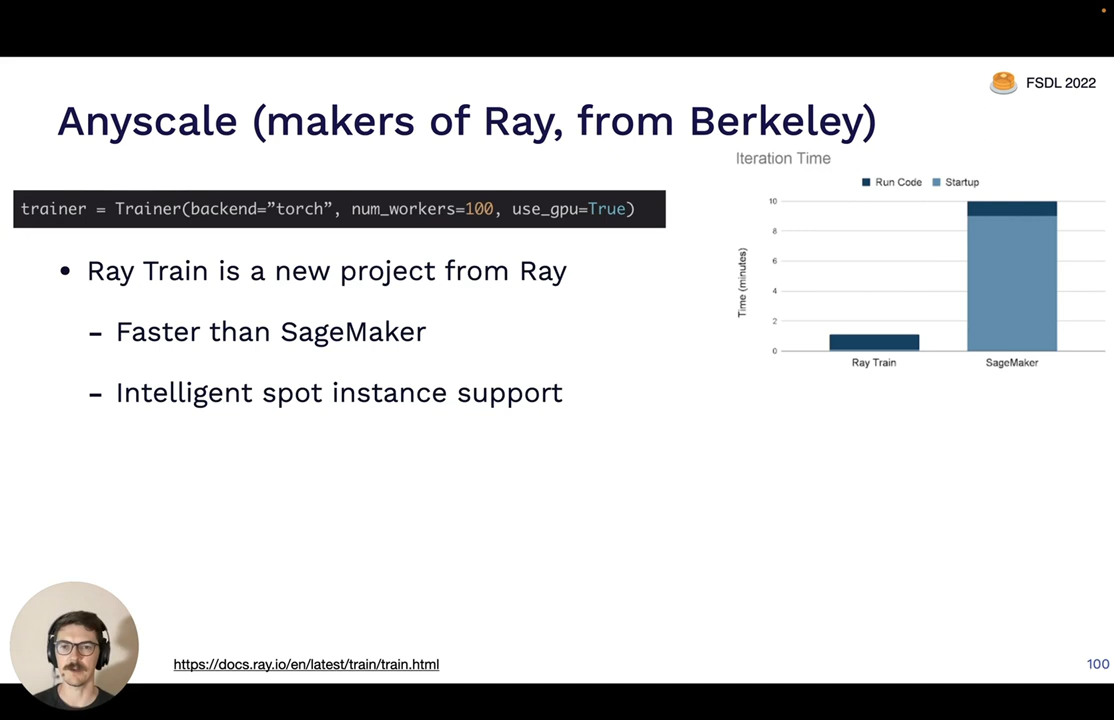 FSDL 2022
Anyscale (makers of Ray, from Berkeley)
trainer = Trainer(backend=”torch”, num_workers=100, use_gpu=True)
• Ray Train is a new project from Ray
– Faster than SageMaker
– Intelligent spot instance support
Iteration Time
Run Code Startup
Time (minutes)
10
8
6
4
2
0
Ray Train SageMaker
https://docs.ray.io/en/latest/train/train.html
100